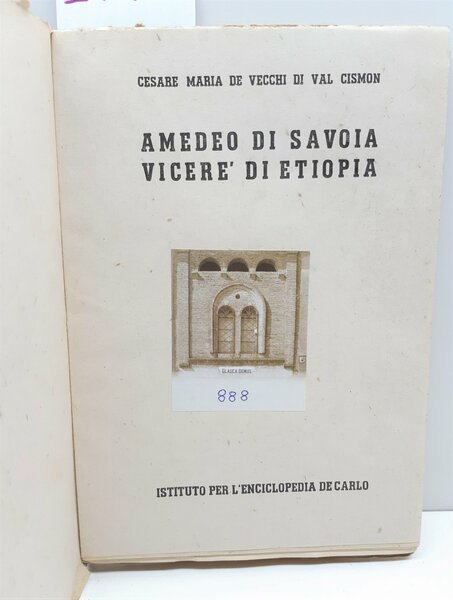 CESARE MARIA DE VECCHI DI VAL CISMON
AMEDEO DI SAVOIA
VICERE' DI ETIOPIA
GLAUCA DOMUS
888
ISTITUTO PER L'ENCICLOPEDIA DE CARLO